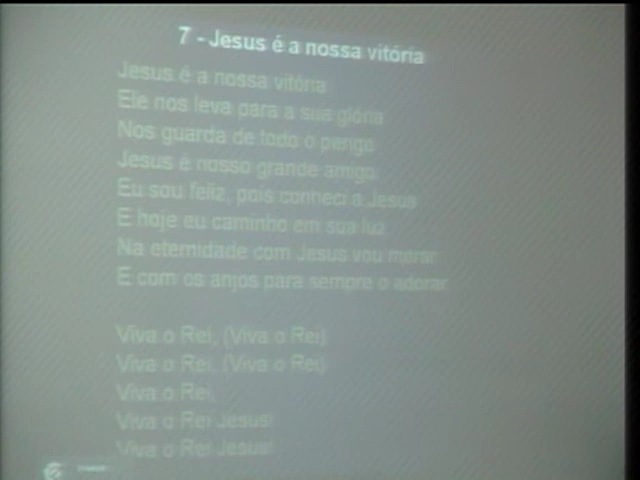 7 - Jesus é a nossa vitória
Jesus é a nossa vitória
Ele nos leva para a sua glória
Nos guarda de todo o perigo
Jesus é nosso grande amigo.
Eu sou feliz, pois conheci a Jesus
E hoje eu caminho em sua luz
Na eternidade com Jesus vou morar
E com os anjos para sempre o adorar
Viva o Rei, (Viva o Rei)
Viva o Rei, (Viva o Rei)
Viva o Rei,
Viva o Rei Jesus!
Viva o Rei Jesus!